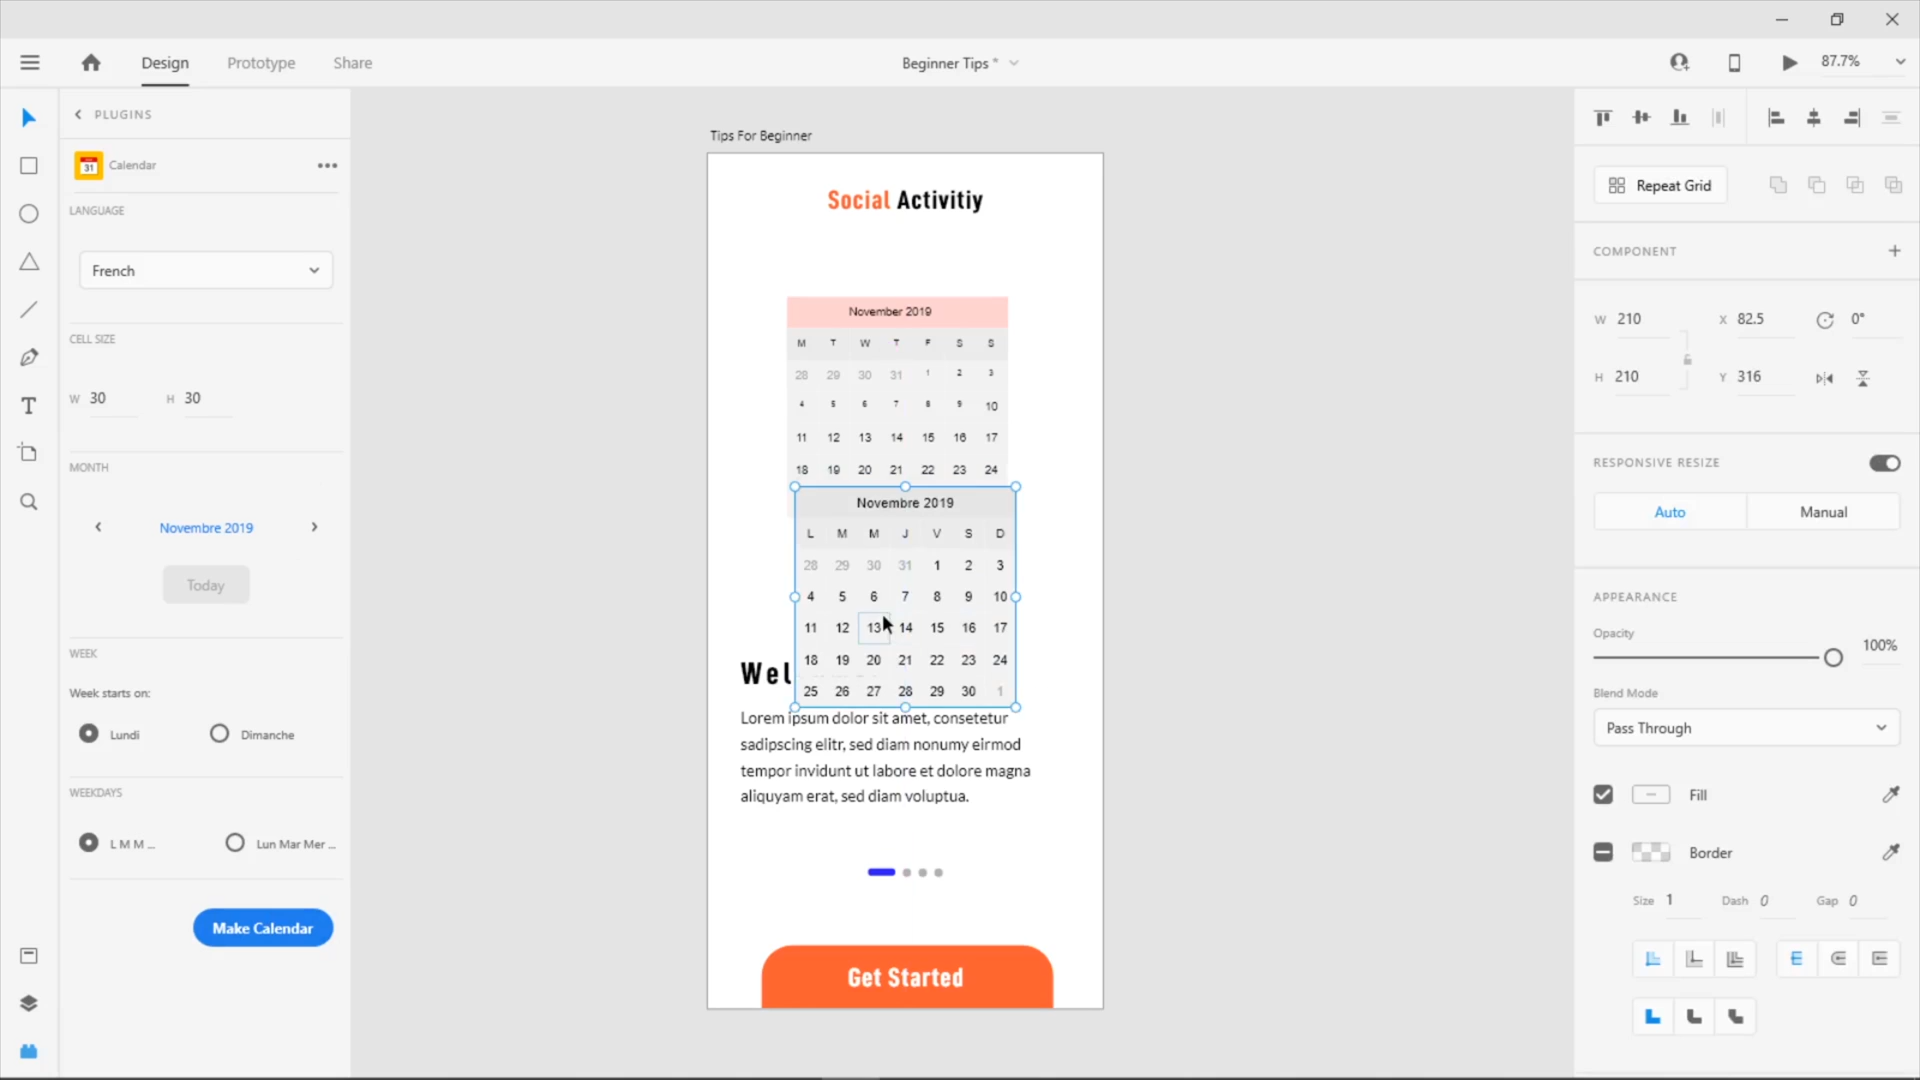 Design Prototype Share
Beginner Tips *
87.7%
PLUGINS
31 Calendar
LANGUAGE
French
CELL SIZE
W 30 H 30
MONTH
Novembre 2019
Today
WEEK
Week starts on:
Lundi Dimanche
WEEKDAYS
L M M ... Lun Mar Mer ...
Make Calendar
Tips For Beginner
Social Activitiy
November 2019
M T W T F S S
28 29 30 31 1 2 3
4 5 6 7 8 9 10
11 12 13 14 15 16 17
18 19 20 21 22 23 24
Novembre 2019
L M M J V S D
28 29 30 31 1 2 3
4 5 6 7 8 9 10
11 12 13 14 15 16 17
18 19 20 21 22 23 24
25 26 27 28 29 30 1
Wel
Lorem ipsum dolor sit amet, consetetur
sadipscing elitr, sed diam nonumy eirmod
tempor invidunt ut labore et dolore magna
aliquyam erat, sed diam voluptua.
Get Started
Repeat Grid
COMPONENT
W 210 X 82.5 0°
H 210 Y 316
RESPONSIVE RESIZE
Auto Manual
APPEARANCE
Opacity
100%
Blend Mode
Pass Through
Fill
Border
Size 1 Dash 0 Gap 0